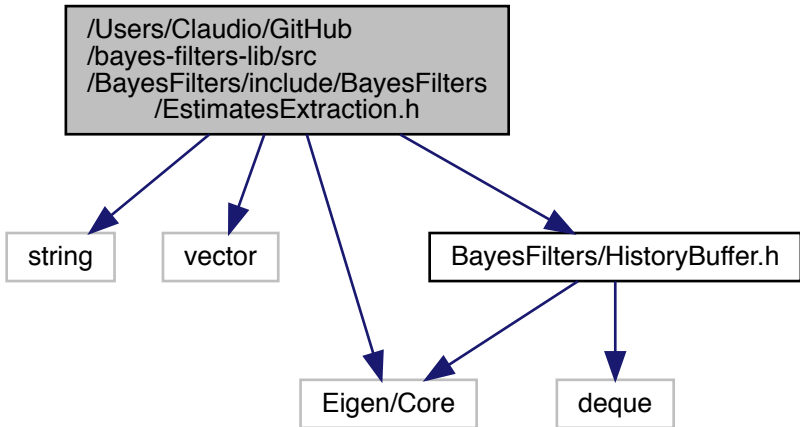 /Users/Claudio/GitHub
/bayes-filters-lib/src
/BayesFilters/include/BayesFilters
/EstimatesExtraction.h
string
vector
BayesFilters/HistoryBuffer.h
Eigen/Core
deque